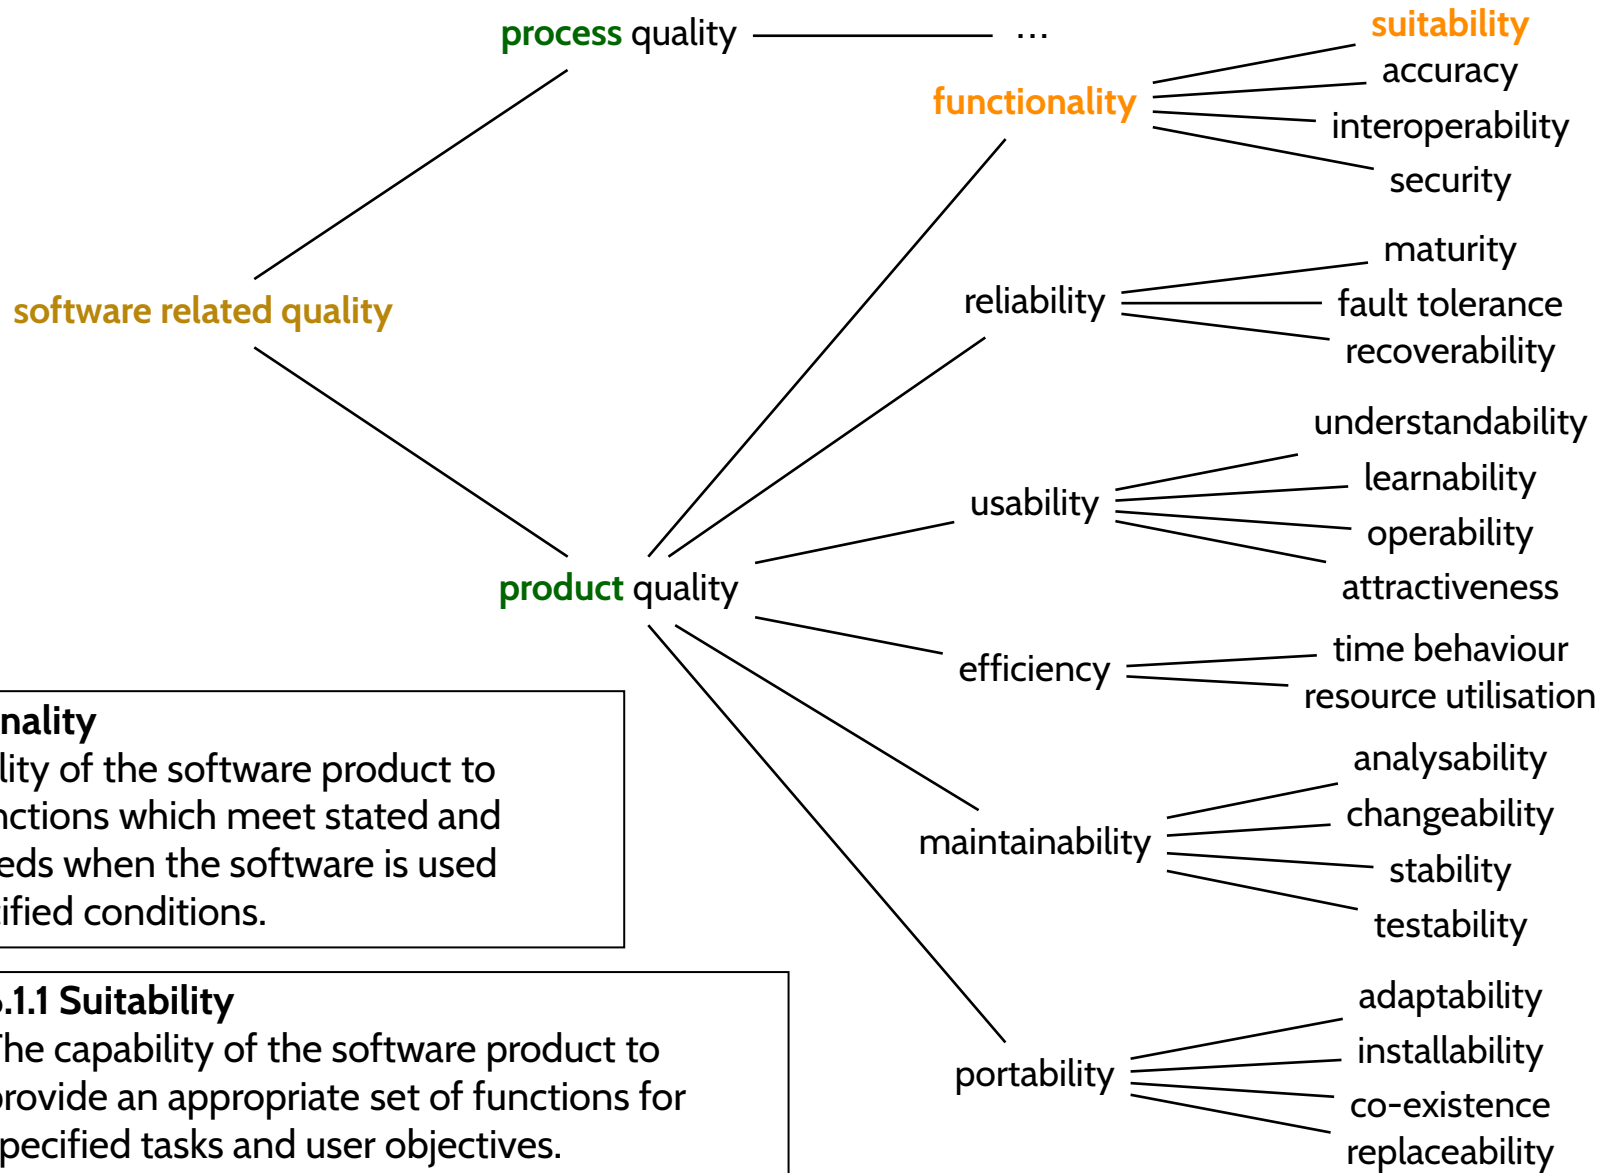 process quality
...
suitability
accuracy
functionality
interoperability
security
maturity
reliability
fault tolerance
recoverability
software related quality
understandability
learnability
usability
operability
attractiveness
product quality
time behaviour
efficiency
resource utilisation
analysability
changeability
maintainability
stability
testability
adaptability
installability
portability
co-existence
replaceability
nality
lity of the software product to
nctions which meet stated and
eds when the software is used
ified conditions.
.1.1 Suitability
The capability of the software product to
provide an appropriate set of functions for
specified tasks and user objectives.